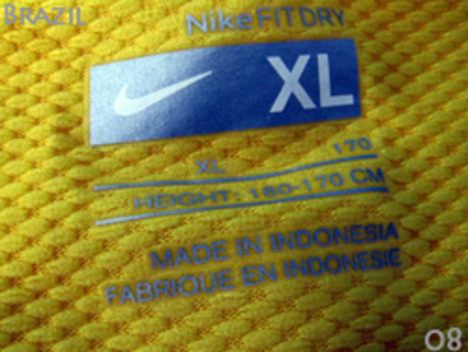 BRAZIL
NikeFITDRY
XL
XL 170
HEIGHT: 160-170 CM
MADE IN INDONESIA
FABRIQUE EN INDONESIE
08